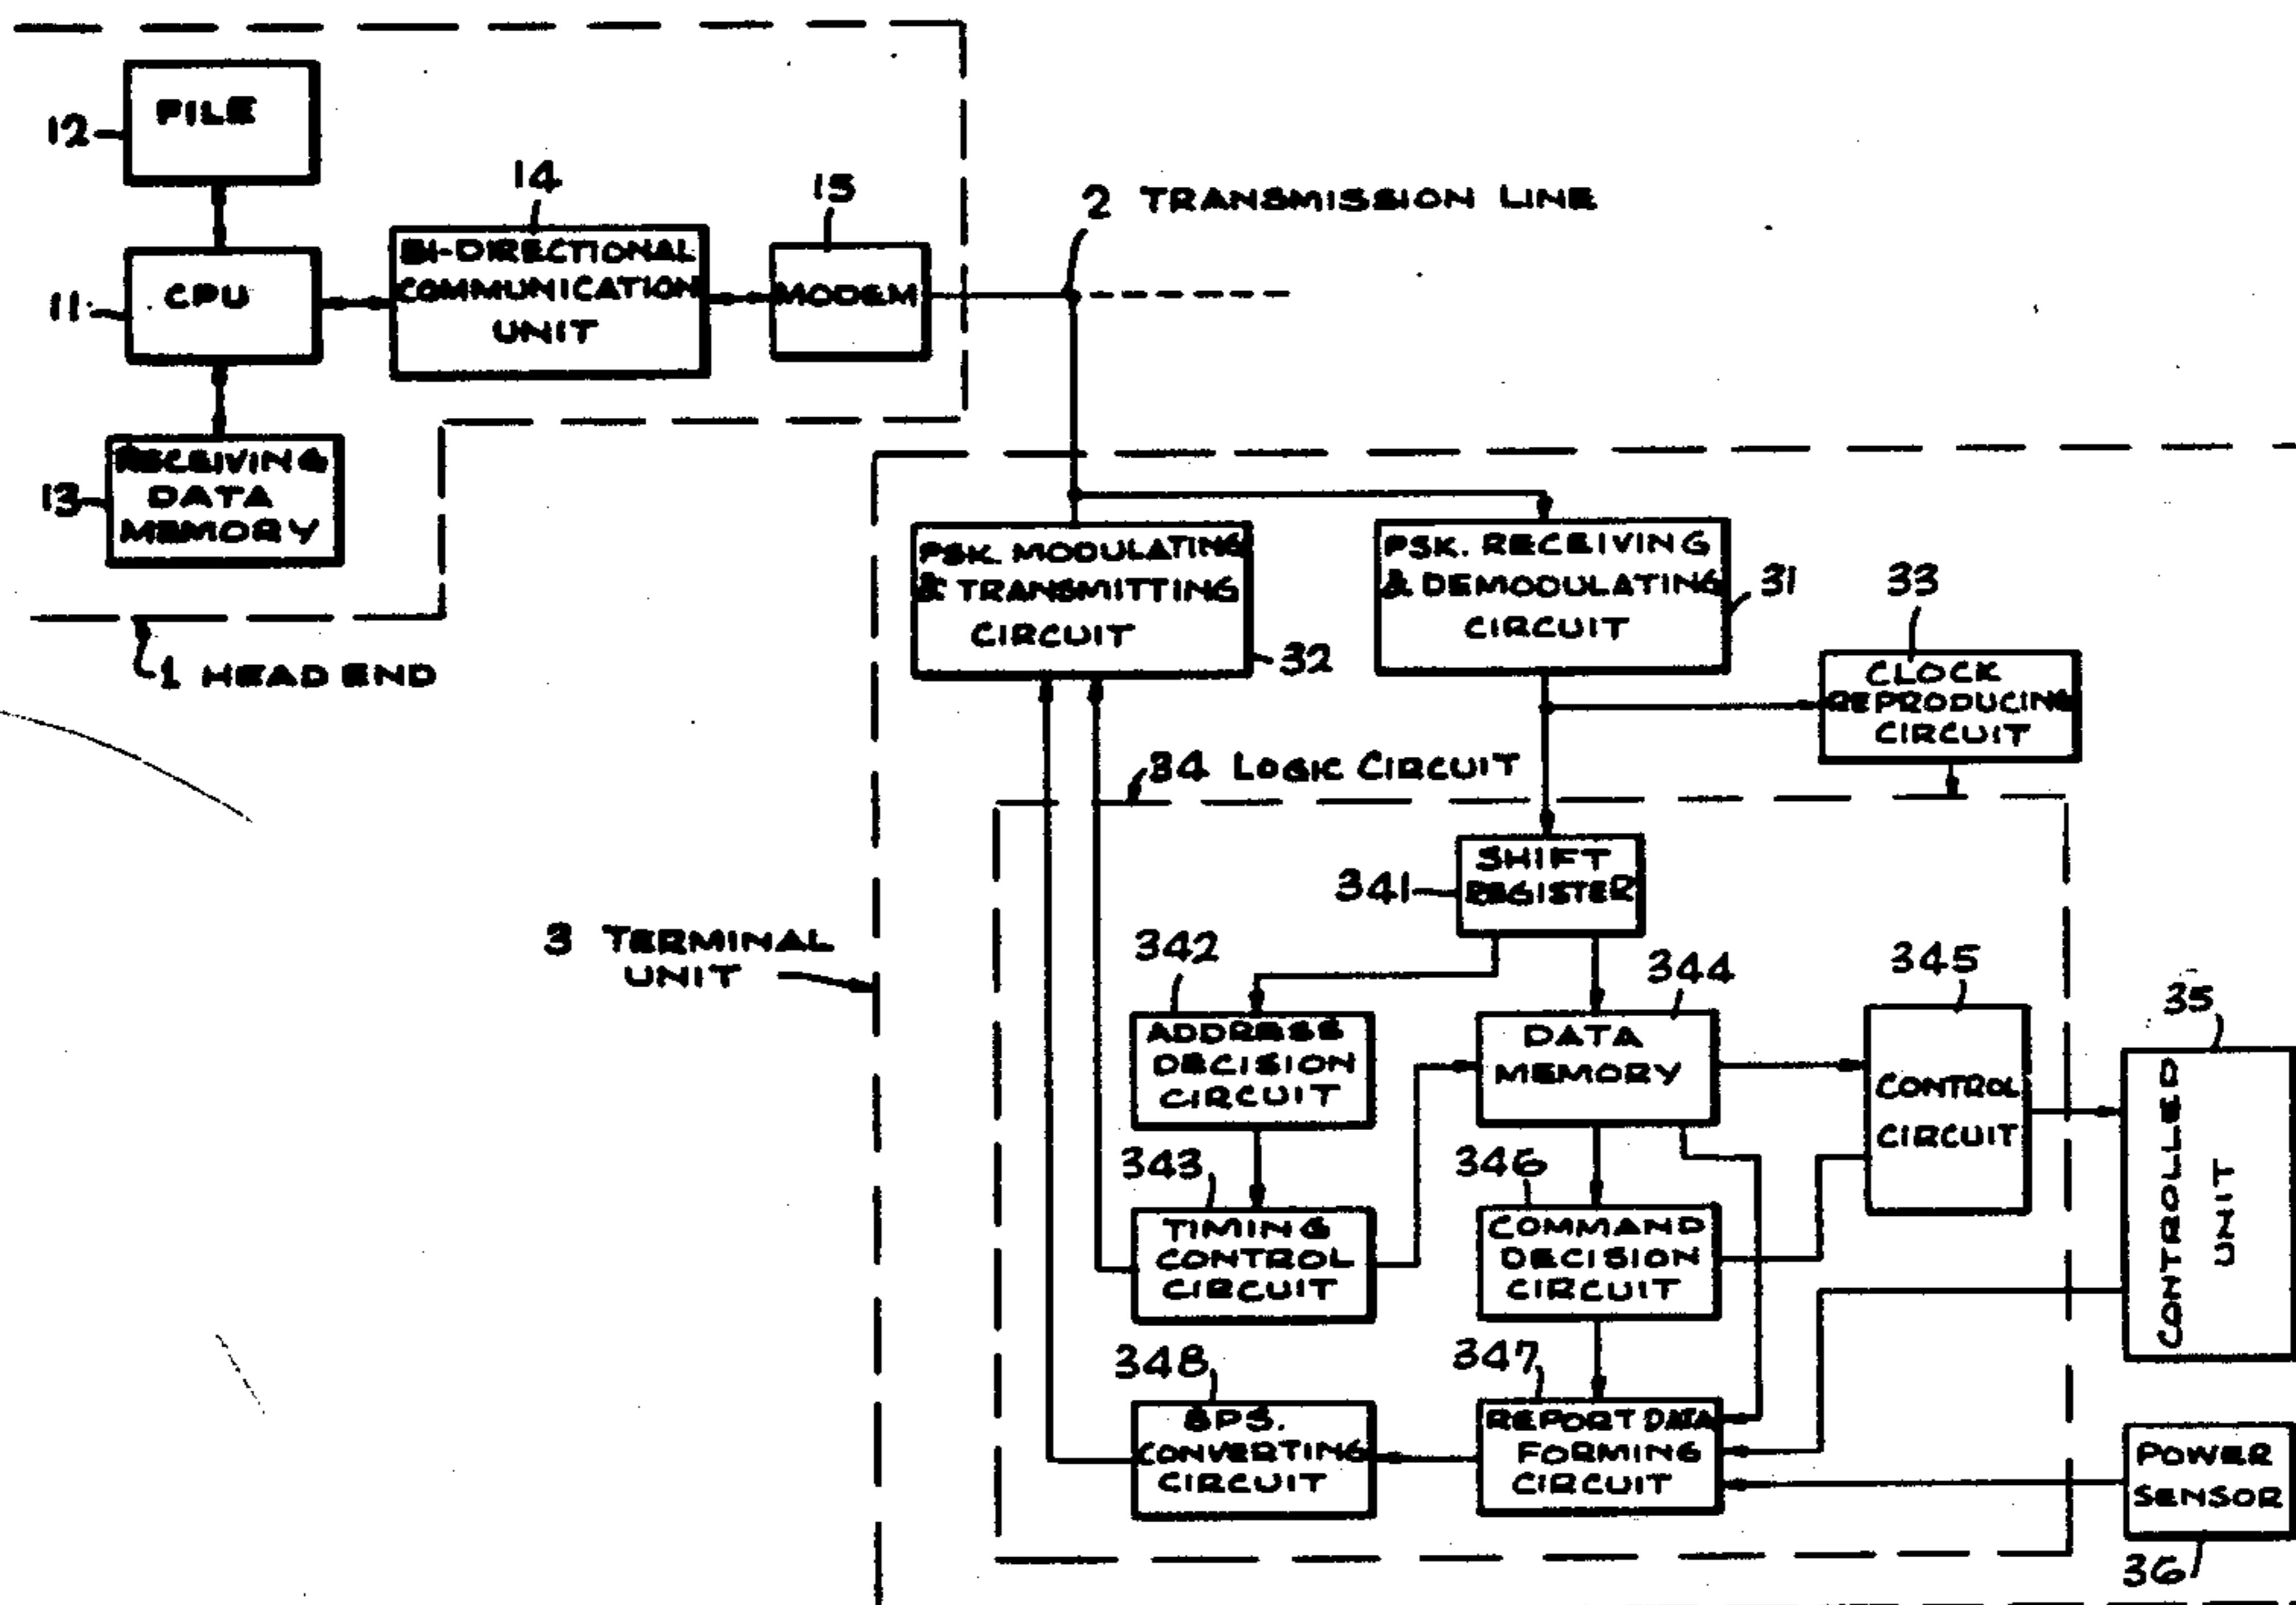 FILE
12
14
15
2 TRANSMISSION LINE
BI-DIRECTIONAL
COMMUNICATION
UNIT
11
CPU
MODEM
13
RECEIVING
DATA
MEMORY
1 HEAD END
PSK. MODULATING
& TRANSMITTING
CIRCUIT
32
PSK. RECEIVING
& DEMODULATING
CIRCUIT
31
33
CLOCK
REPRODUCING
CIRCUIT
34 LOGIC CIRCUIT
341
SHIFT
REGISTER
3 TERMINAL
UNIT
342
ADDRESS
DECISION
CIRCUIT
344
DATA
MEMORY
345
CONTROL
CIRCUIT
35
CONTROLLED
UNIT
343
TIMING
CONTROL
CIRCUIT
346
COMMAND
DECISION
CIRCUIT
348
BPS.
CONVERTING
CIRCUIT
347
REPORT DATA
FORMING
CIRCUIT
POWER
SENSOR
36